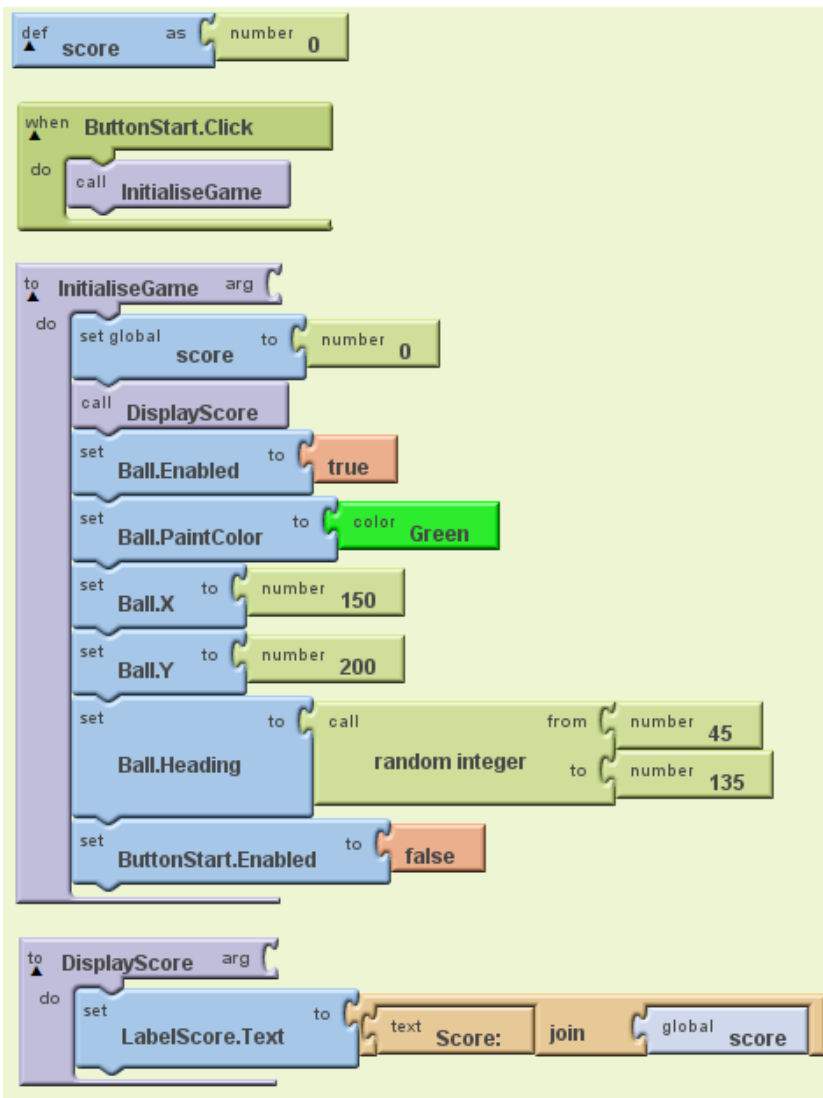 def score as number 0
when ButtonStart.Click
do call InitialiseGame
to InitialiseGame arg
do set global score to number 0
call DisplayScore
set Ball.Enabled to true
set Ball.PaintColor to color Green
set Ball.X to number 150
set Ball.Y to number 200
set Ball.Heading to call random integer from number 45
to number 135
set ButtonStart.Enabled to false
to DisplayScore arg
do set LabelScore.Text to text Score: join global score